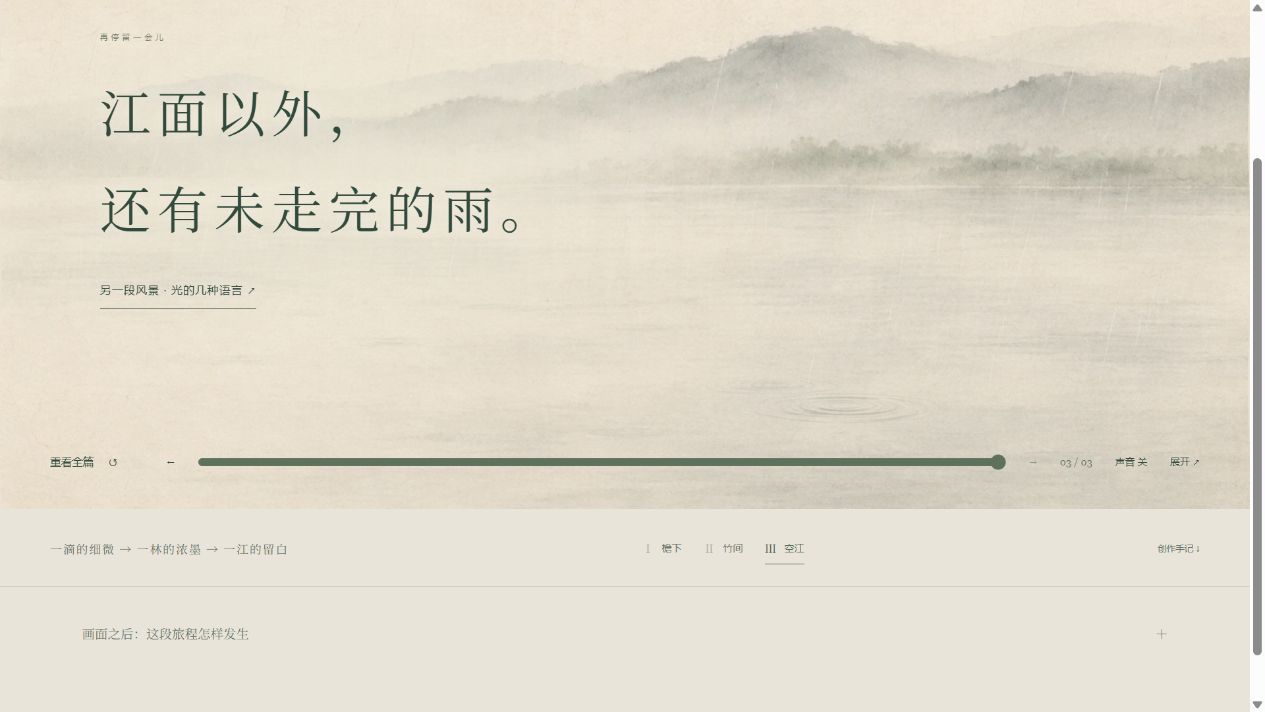 再停留一会儿
江面以外，
还有未走完的雨。
另一段风景 · 光的几种语言 ↗
重看全篇 ↺ ← → 03 / 03 声音 关 展开 ↗
一滴的细微 → 一林的浓墨 → 一江的留白
I 檐下 II 竹间 III 空江
创作手记 ↓
画面之后：这段旅程怎样发生 +